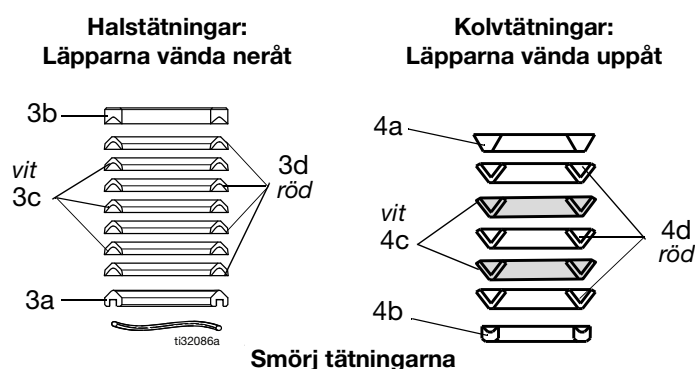 Halstätningar:
Läpparna vända neråt
3b
vit
3c
3d
röd
3a
ti32086a
Kolvtätningar:
Läpparna vända uppåt
4a
vit
4c
4d
röd
4b
Smörj tätningarna